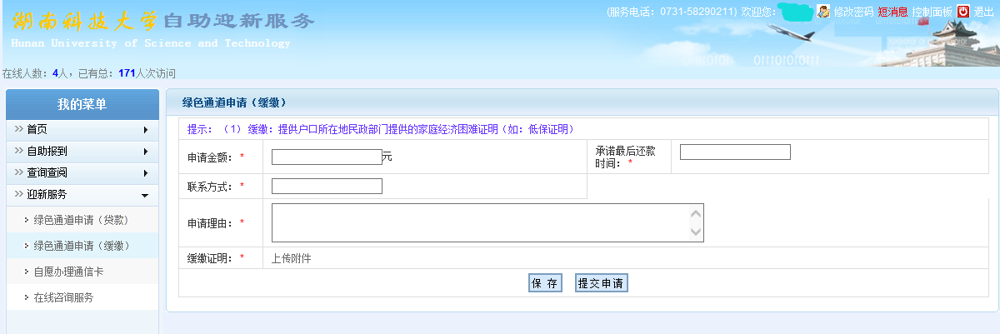 湖南科技大学自助迎新服务
Hunan University of Science and Technology
(服务电话：0731-58290211) 欢迎您： 修改密码 短消息 控制面板 退出
在线人数：4人，已有总：171人次访问
我的菜单
首页
自助报到
查询查阅
迎新服务
绿色通道申请（贷款）
绿色通道申请（缓缴）
自愿办理通信卡
在线咨询服务
绿色通道申请（缓缴）
提示：（1） 缓缴：提供户口所在地民政部门提供的家庭经济困难证明（如：低保证明）
申请金额： * 元
承诺最后还款
时间： *
联系方式： *
申请理由： *
缓缴证明： * 上传附件
保 存 提交申请